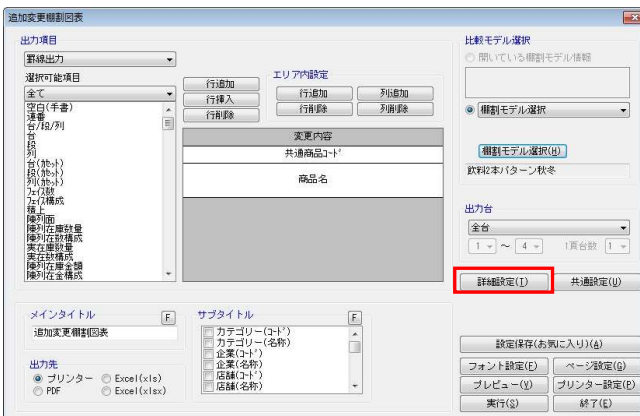 追加変更棚割図表
出力項目
罫線出力
選択可能項目
全て
空白(手書)
連番
台/段/列
台
段
列
台(カセット)
段(カセット)
列(カセット)
フェイス数
フェイス構成
積上
陳列面
陳列在庫数量
陳列在数構成
実在庫数量
実在数構成
陳列在庫金額
陳列在金構成
行追加
行挿入
行削除
エリア内設定
行追加
列追加
行削除
列削除
変更内容
共通商品コード
商品名
比較モデル選択
開いている棚割モデル情報
棚割モデル選択
棚割モデル選択(H)
飲料2本パターン秋冬
出力台
全台
1 ～ 4
1頁台数 1
詳細設定(T)
共通設定(U)
メインタイトル F
追加変更棚割図表
出力先
プリンター
Excel(xls)
PDF
Excel(xlsx)
サブタイトル F
カテゴリー(コード)
カテゴリー(名称)
企業(コード)
企業(名称)
店舗(コード)
店舗(名称)
設定保存(お気に入り)(A)
フォント設定(F)
ページ設定(G)
プレビュー(V)
プリンター設定(P)
実行(S)
終了(E)